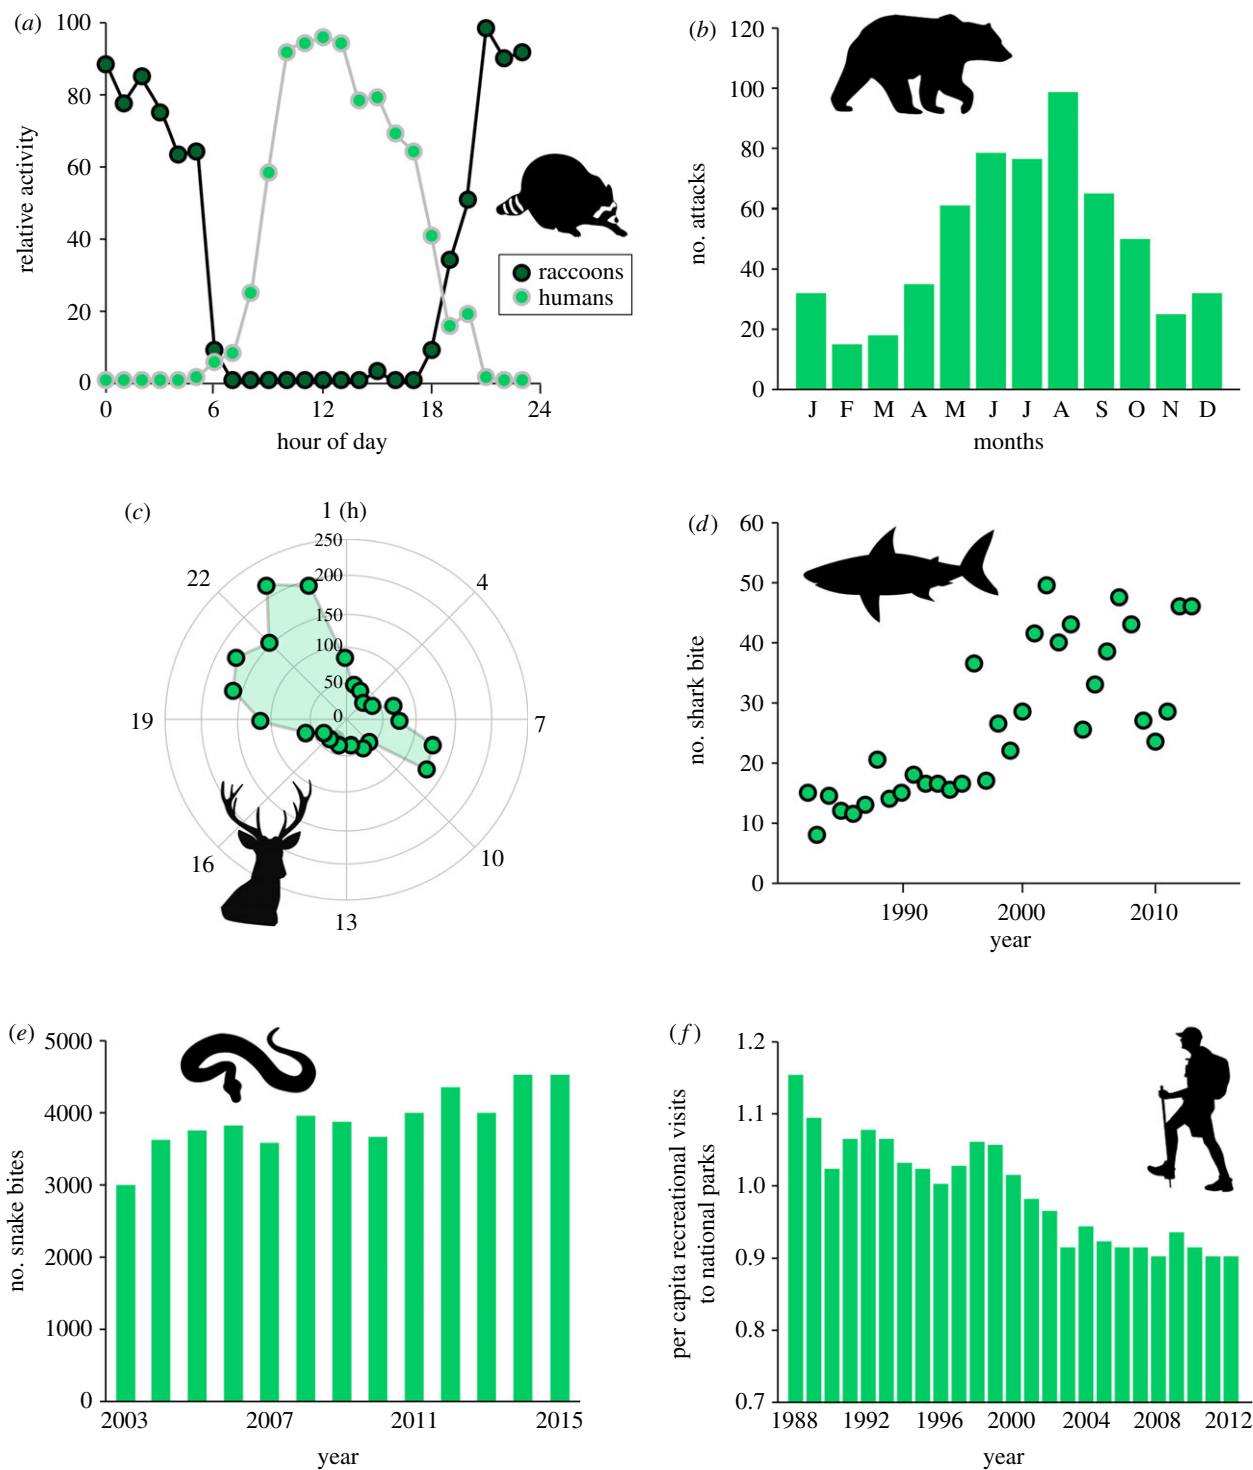 (a)
100
80
60
40
20
0
relative activity
0 6 12 18 24
hour of day
raccoons
humans
(b)
120
100
80
60
40
20
0
no. attacks
J F M A M J J A S O N D
months
(c)
1 (h)
250
200
150
100
50
0
4
7
10
13
16
19
22
(d)
60
50
40
30
20
10
0
no. shark bite
1990 2000 2010
year
(e)
5000
4000
3000
2000
1000
0
no. snake bites
2003 2007 2011 2015
year
(f)
1.2
1.1
1.0
0.9
0.8
0.7
per capita recreational visits
to national parks
1988 1992 1996 2000 2004 2008 2012
year